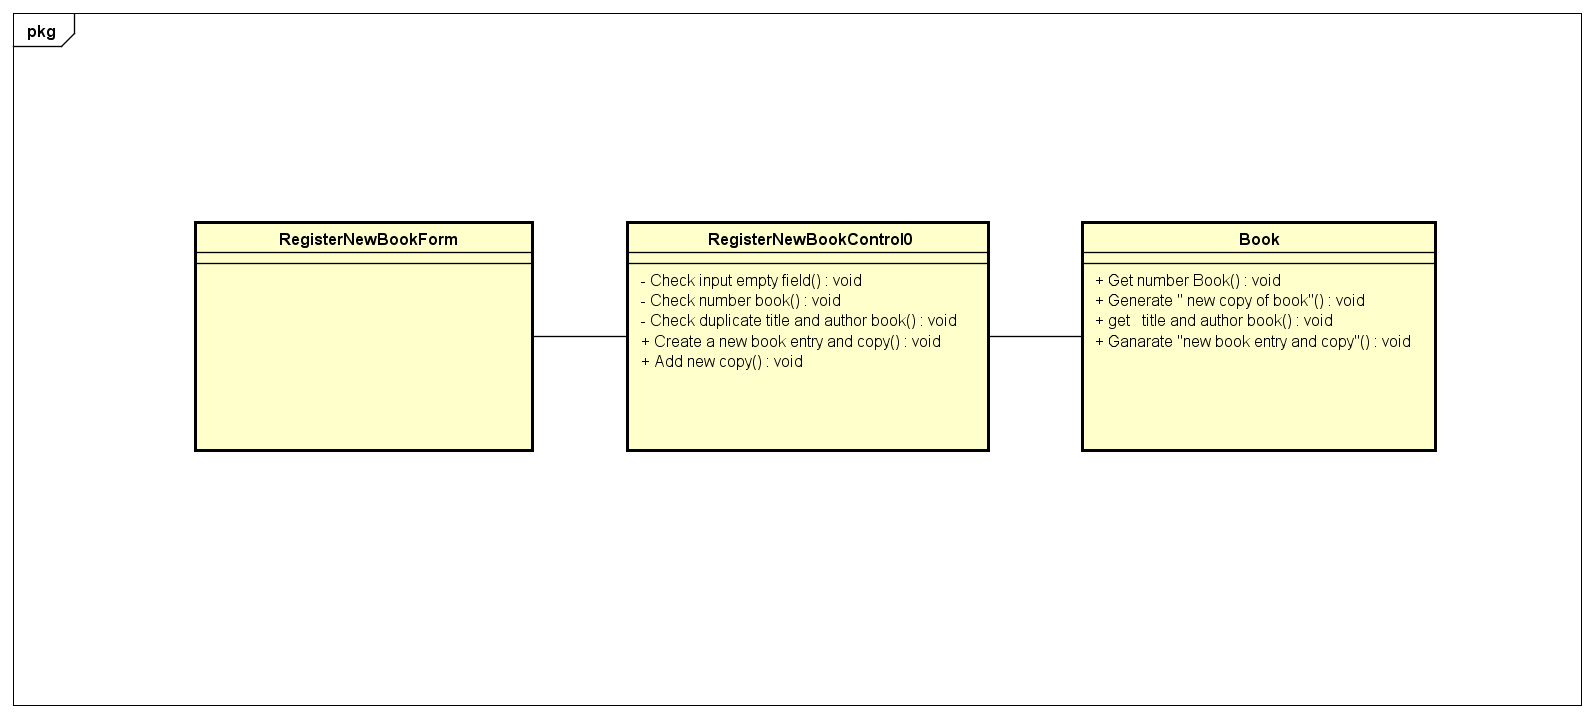 pkg
RegisterNewBookForm
RegisterNewBookControl0
- Check input empty field() : void
- Check number book() : void
- Check duplicate title and author book() : void
+ Create a new book entry and copy() : void
+ Add new copy() : void
Book
+ Get number Book() : void
+ Generate " new copy of book"() : void
+ get   title and author book() : void
+ Ganarate "new book entry and copy"() : void